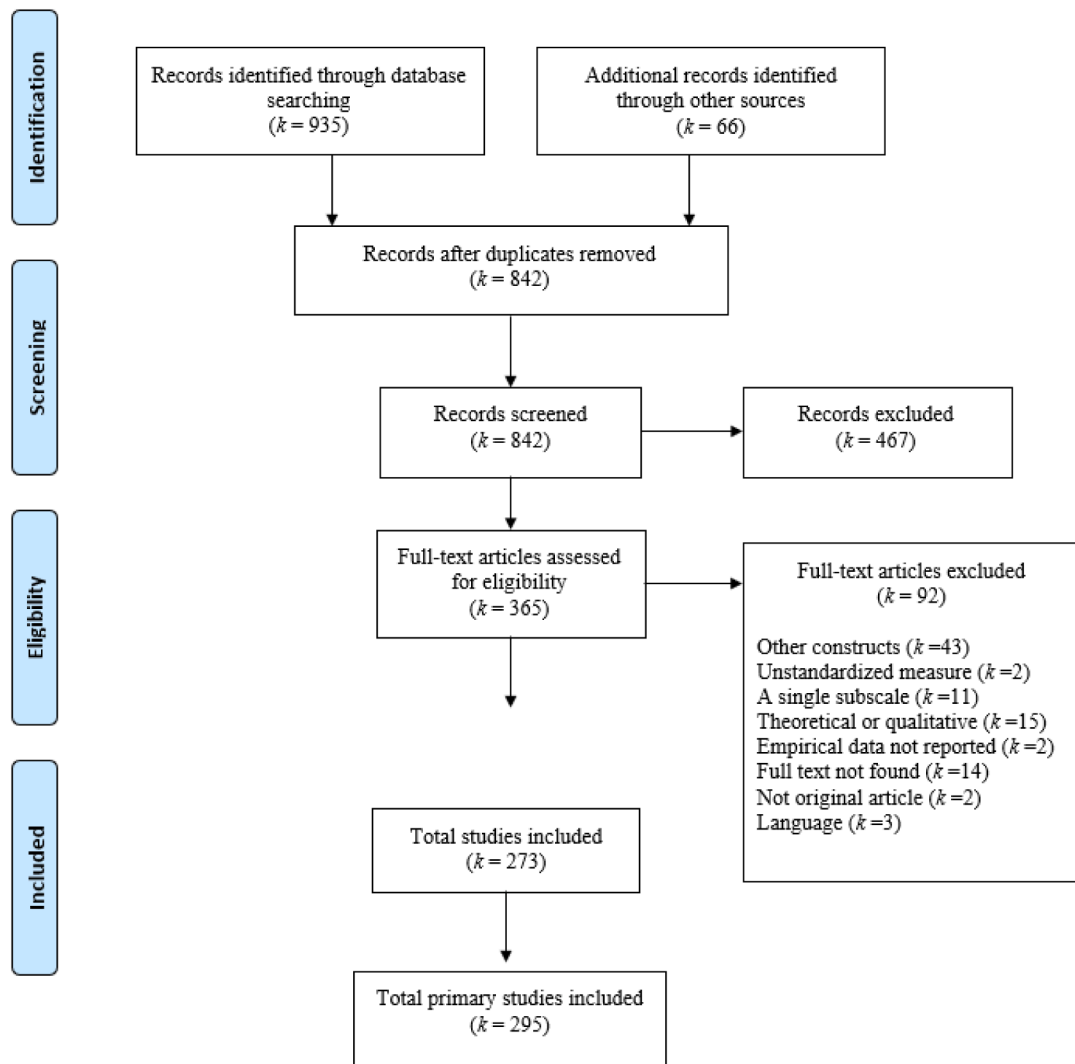 Identification
Records identified through database
searching
(k = 935)
Additional records identified
through other sources
(k = 66)
Records after duplicates removed
(k = 842)
Screening
Records screened
(k = 842)
Records excluded
(k = 467)
Eligibility
Full-text articles assessed
for eligibility
(k = 365)
Full-text articles excluded
(k = 92)
Other constructs (k =43)
Unstandardized measure (k =2)
A single subscale (k =11)
Theoretical or qualitative (k =15)
Empirical data not reported (k =2)
Full text not found (k =14)
Not original article (k =2)
Language (k =3)
Included
Total studies included
(k = 273)
Total primary studies included
(k = 295)